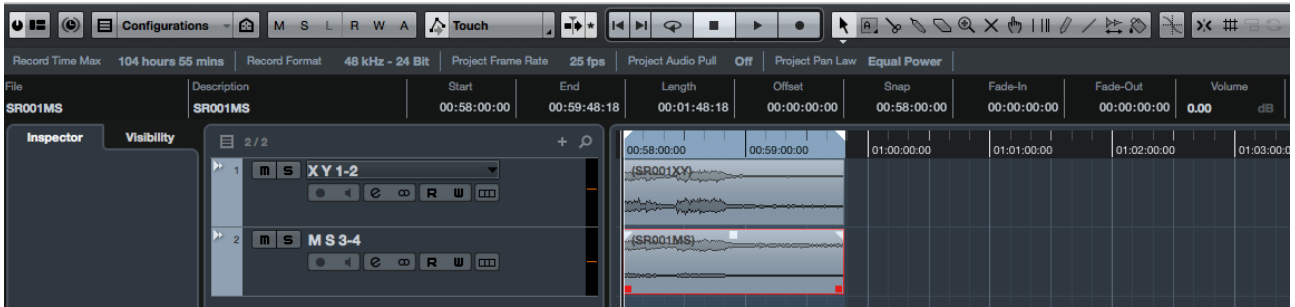 Configurations M S L R W A Touch
Record Time Max 104 hours 55 mins Record Format 48 kHz - 24 Bit Project Frame Rate 25 fps Project Audio Pull Off Project Pan Law Equal Power
File Description Start End Length Offset Snap Fade-In Fade-Out Volume
SR001MS SR001MS 00:58:00:00 00:59:48:18 00:01:48:18 00:00:00:00 00:58:00:00 00:00:00:00 00:00:00:00 0.00 dB
Inspector Visibility 2/2
00:58:00:00 00:59:00:00 01:00:00:00 01:01:00:00 01:02:00:00 01:03:00:0
1 m S X Y 1-2 (SR001XY)
e R W
2 m S M S 3-4 (SR001MS)
e R W